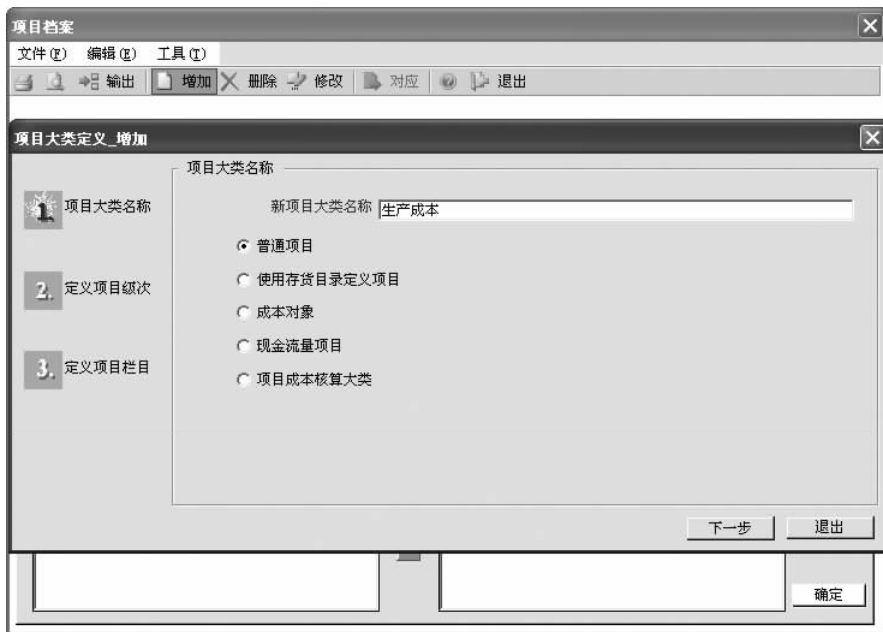 项目档案
文件(F) 编辑(E) 工具(T)
输出 增加 删除 修改 对应 退出
项目大类定义_增加
项目大类名称
1. 项目大类名称
新项目大类名称 生产成本
普通项目
2. 定义项目级次
使用存货目录定义项目
成本对象
现金流量项目
3. 定义项目栏目
项目成本核算大类
下一步 退出
确定